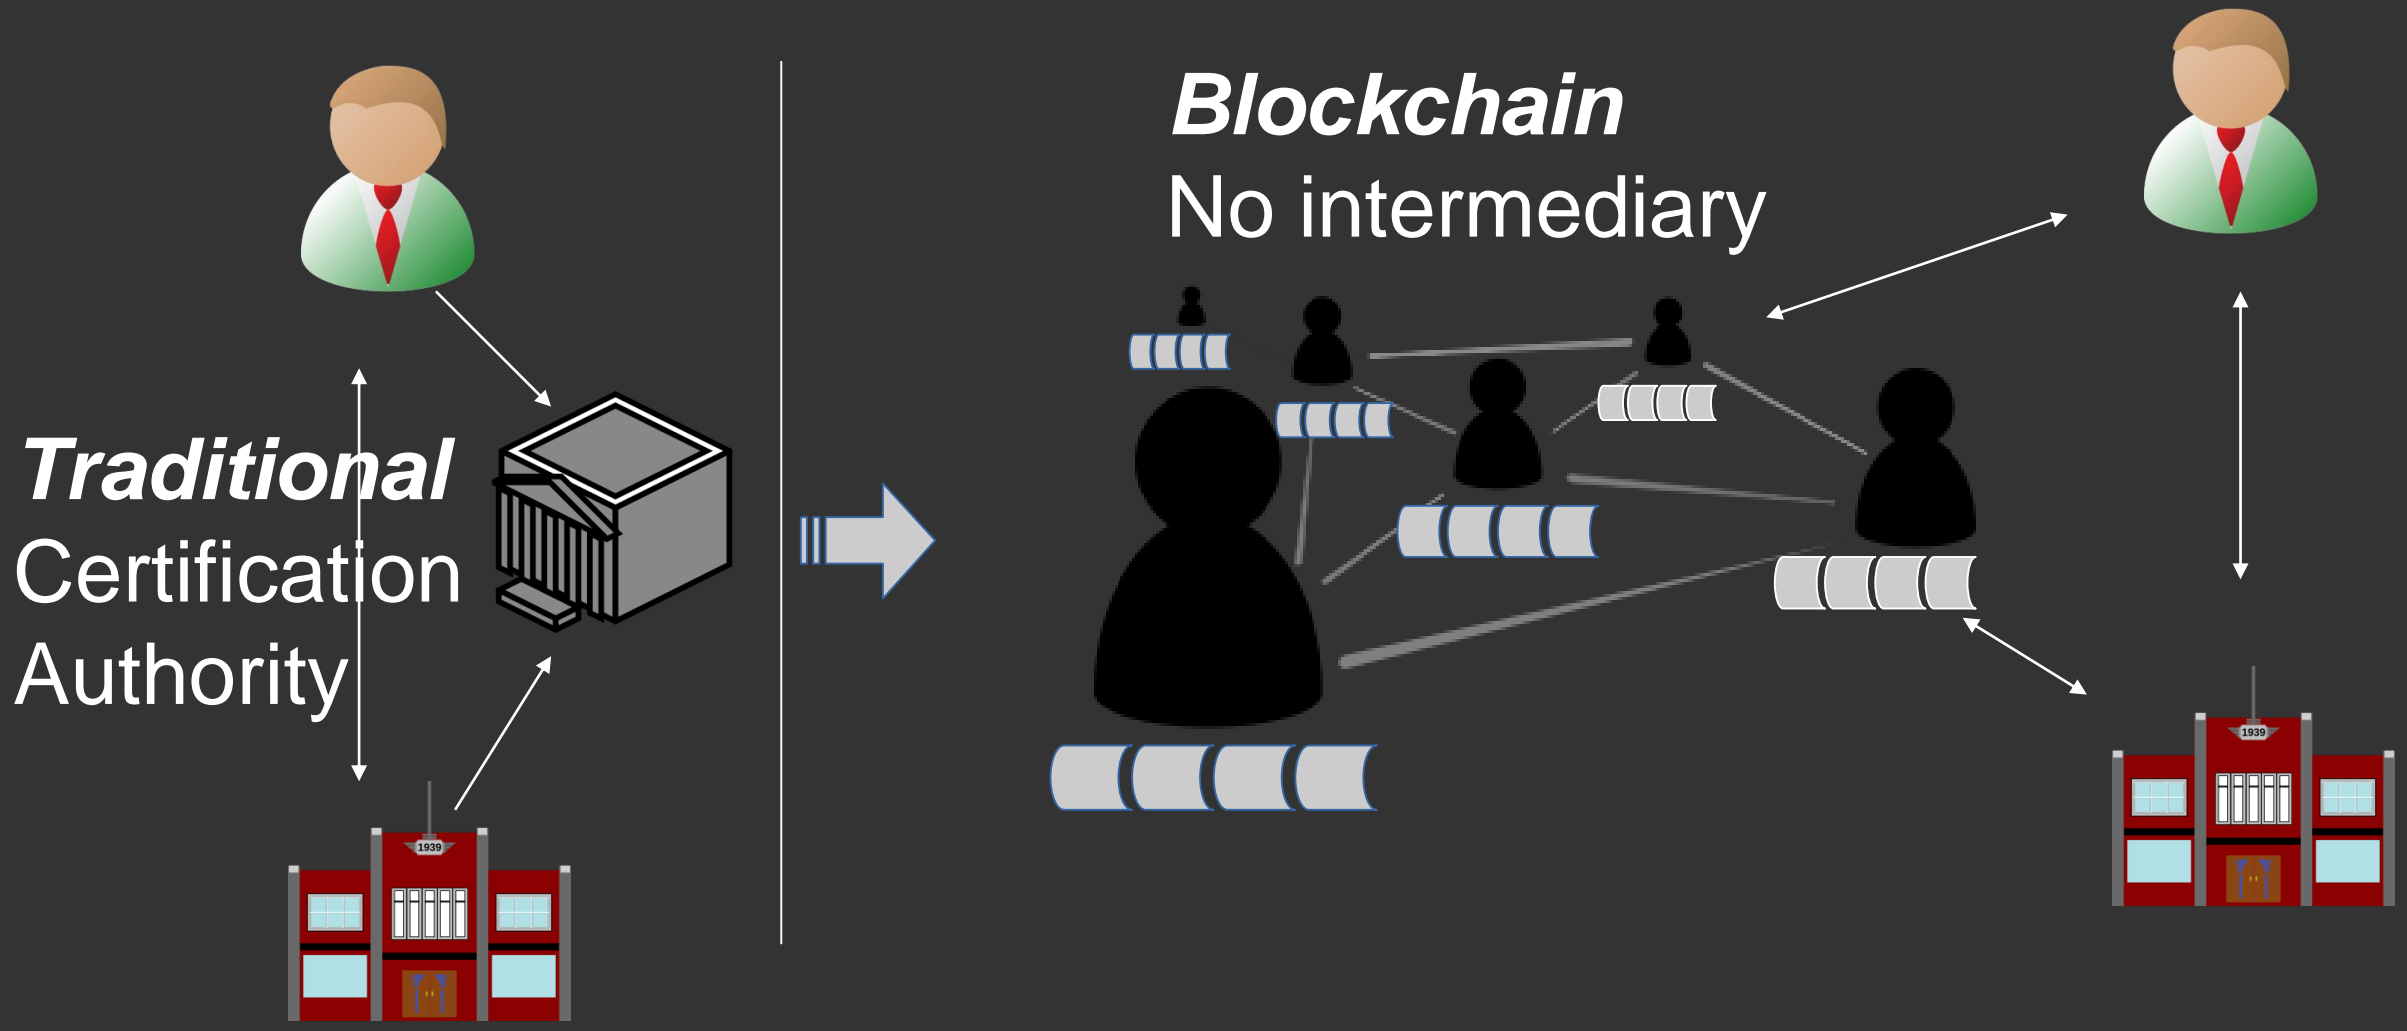 Traditional
Certification
Authority
1939
Blockchain
No intermediary
1939